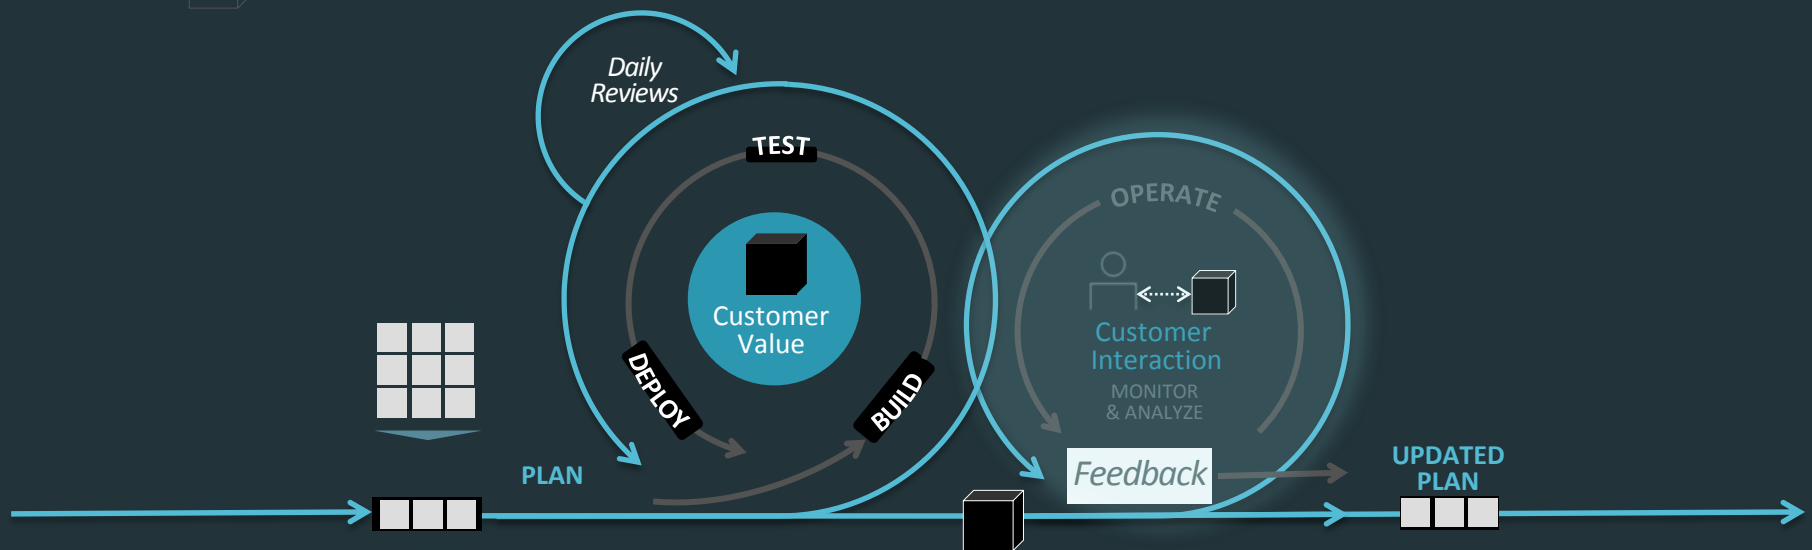 Daily
Reviews
TEST
Customer
Value
DEPLOY
BUILD
PLAN
OPERATE
Customer
Interaction
MONITOR
& ANALYZE
Feedback
UPDATED
PLAN